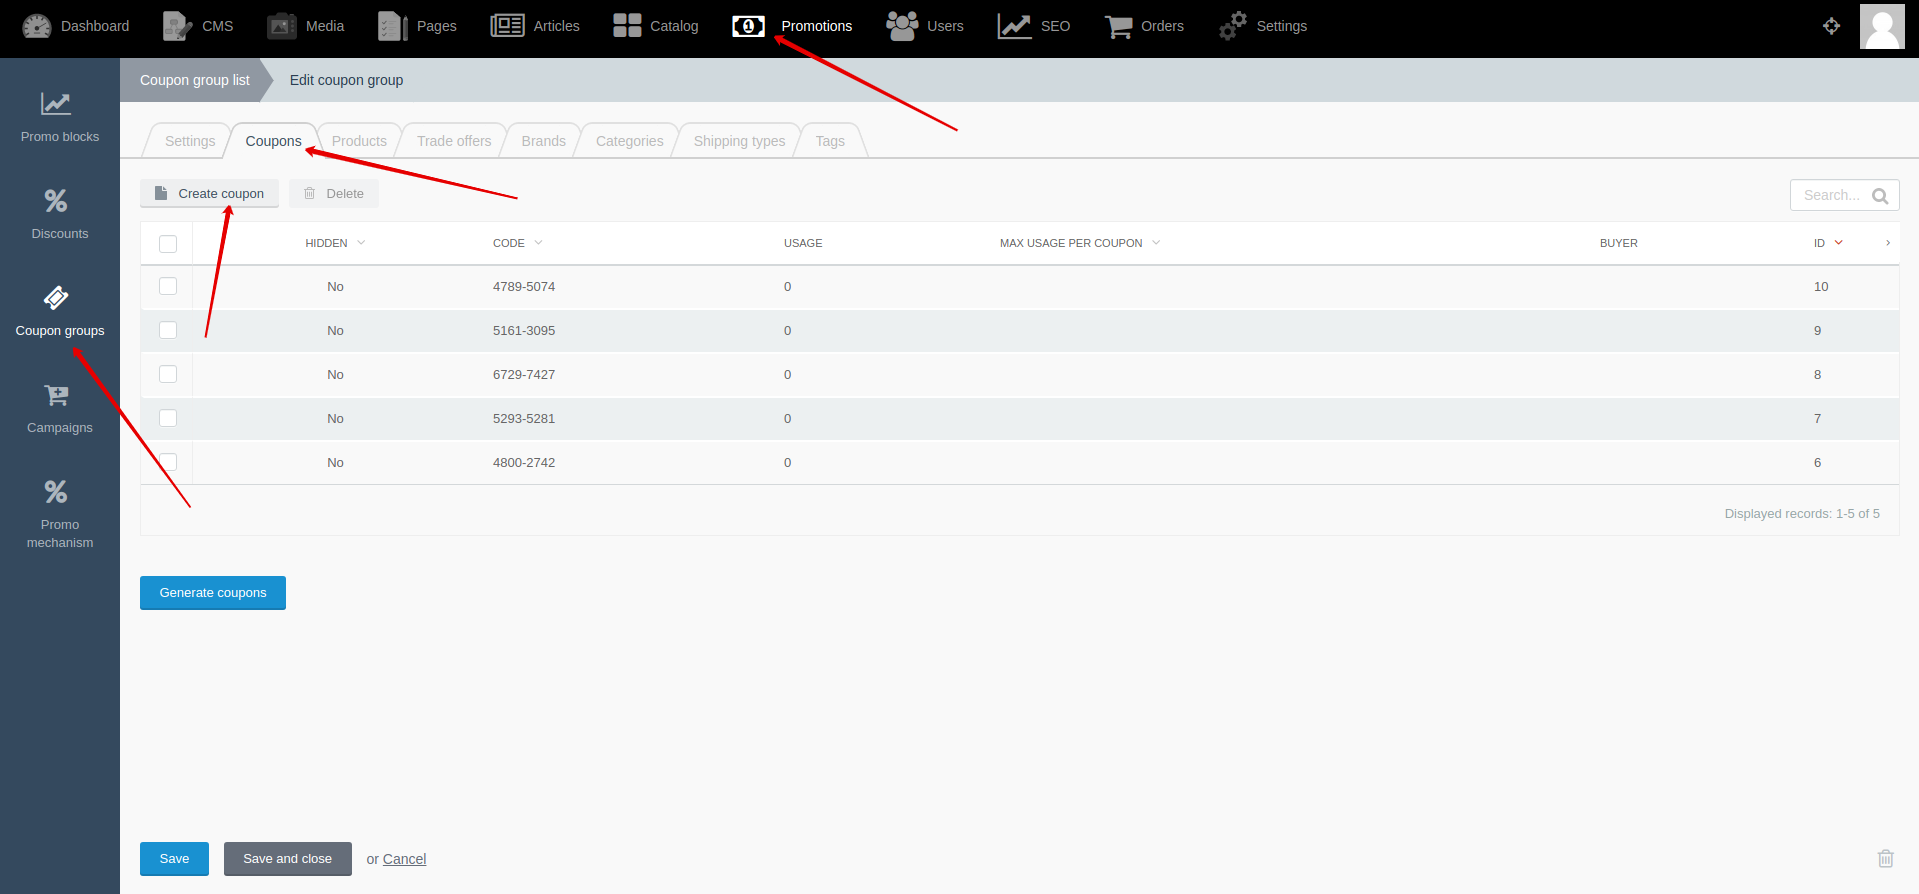 Dashboard CMS Media Pages Articles Catalog Promotions Users SEO Orders Settings
Coupon group list Edit coupon group
Promo blocks
Discounts
Coupon groups
Campaigns
Promo
mechanism
Settings Coupons Products Trade offers Brands Categories Shipping types Tags
Create coupon Delete Search...
HIDDEN CODE USAGE MAX USAGE PER COUPON BUYER ID
No 4789-5074 0 10
No 5161-3095 0 9
No 6729-7427 0 8
No 5293-5281 0 7
No 4800-2742 0 6
Displayed records: 1-5 of 5
Generate coupons
Save Save and close or Cancel